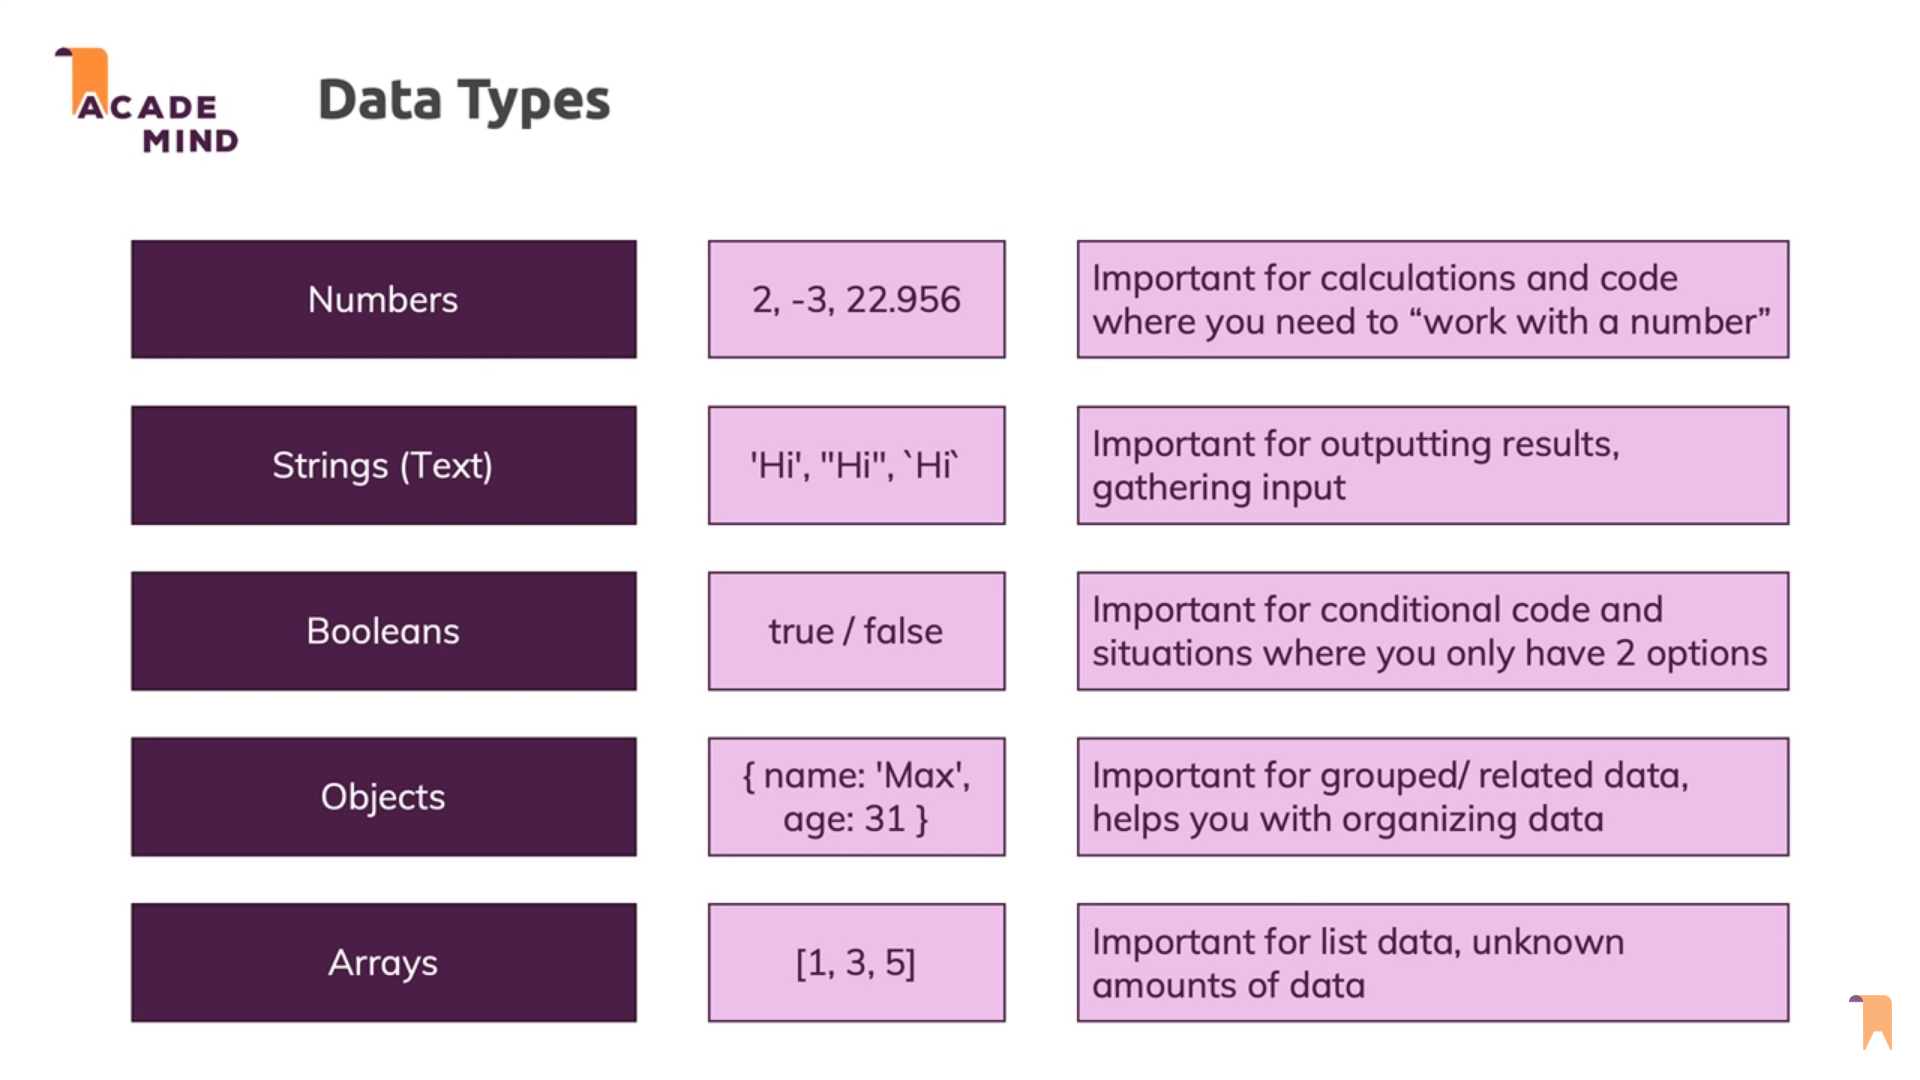 ACADE
MIND
Data Types
Numbers
2, -3, 22.956
Important for calculations and code
where you need to “work with a number”
Strings (Text)
'Hi', "Hi", `Hi`
Important for outputting results,
gathering input
Booleans
true / false
Important for conditional code and
situations where you only have 2 options
Objects
{ name: 'Max',
age: 31 }
Important for grouped/ related data,
helps you with organizing data
Arrays
[1, 3, 5]
Important for list data, unknown
amounts of data